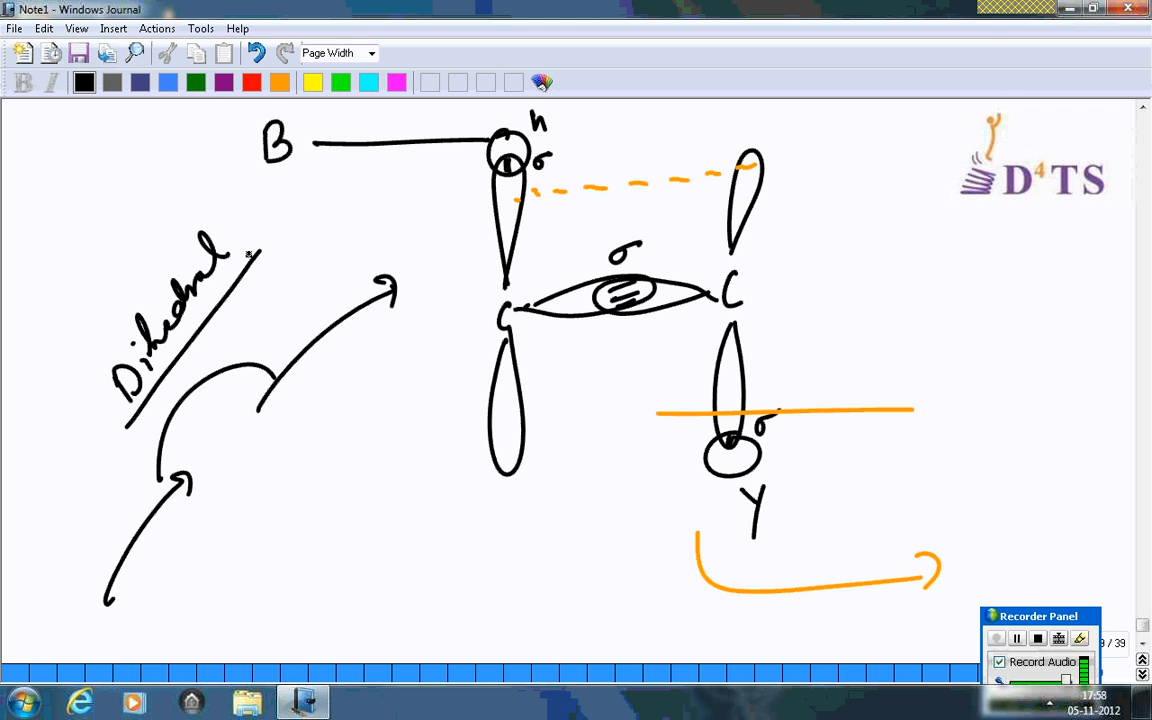 Note1 - Windows Journal
File Edit View Insert Actions Tools Help
Page Width
B I
B
h
σ
σ
C
C
σ
Y
Dihedral
D4TS
Recorder Panel
Record Audio
/ 39
17:58
05-11-2012